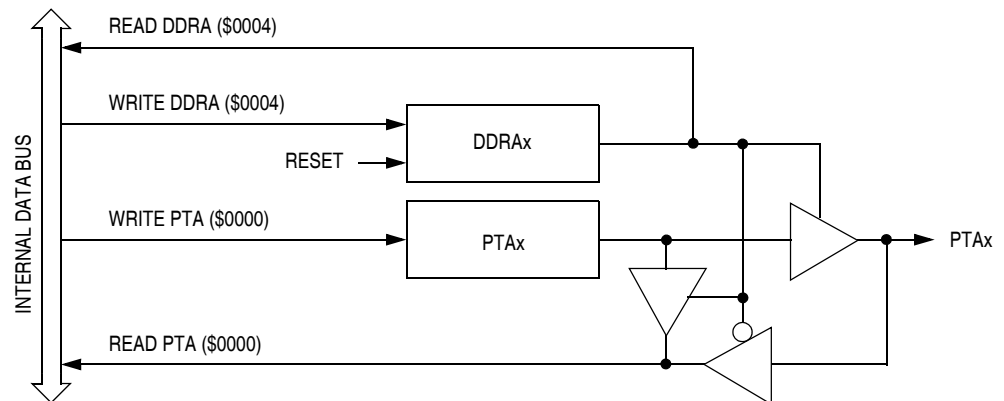 READ DDRA ($0004)
WRITE DDRA ($0004)
DDRAx
RESET
INTERNAL DATA BUS
WRITE PTA ($0000)
PTAx
PTAx
READ PTA ($0000)